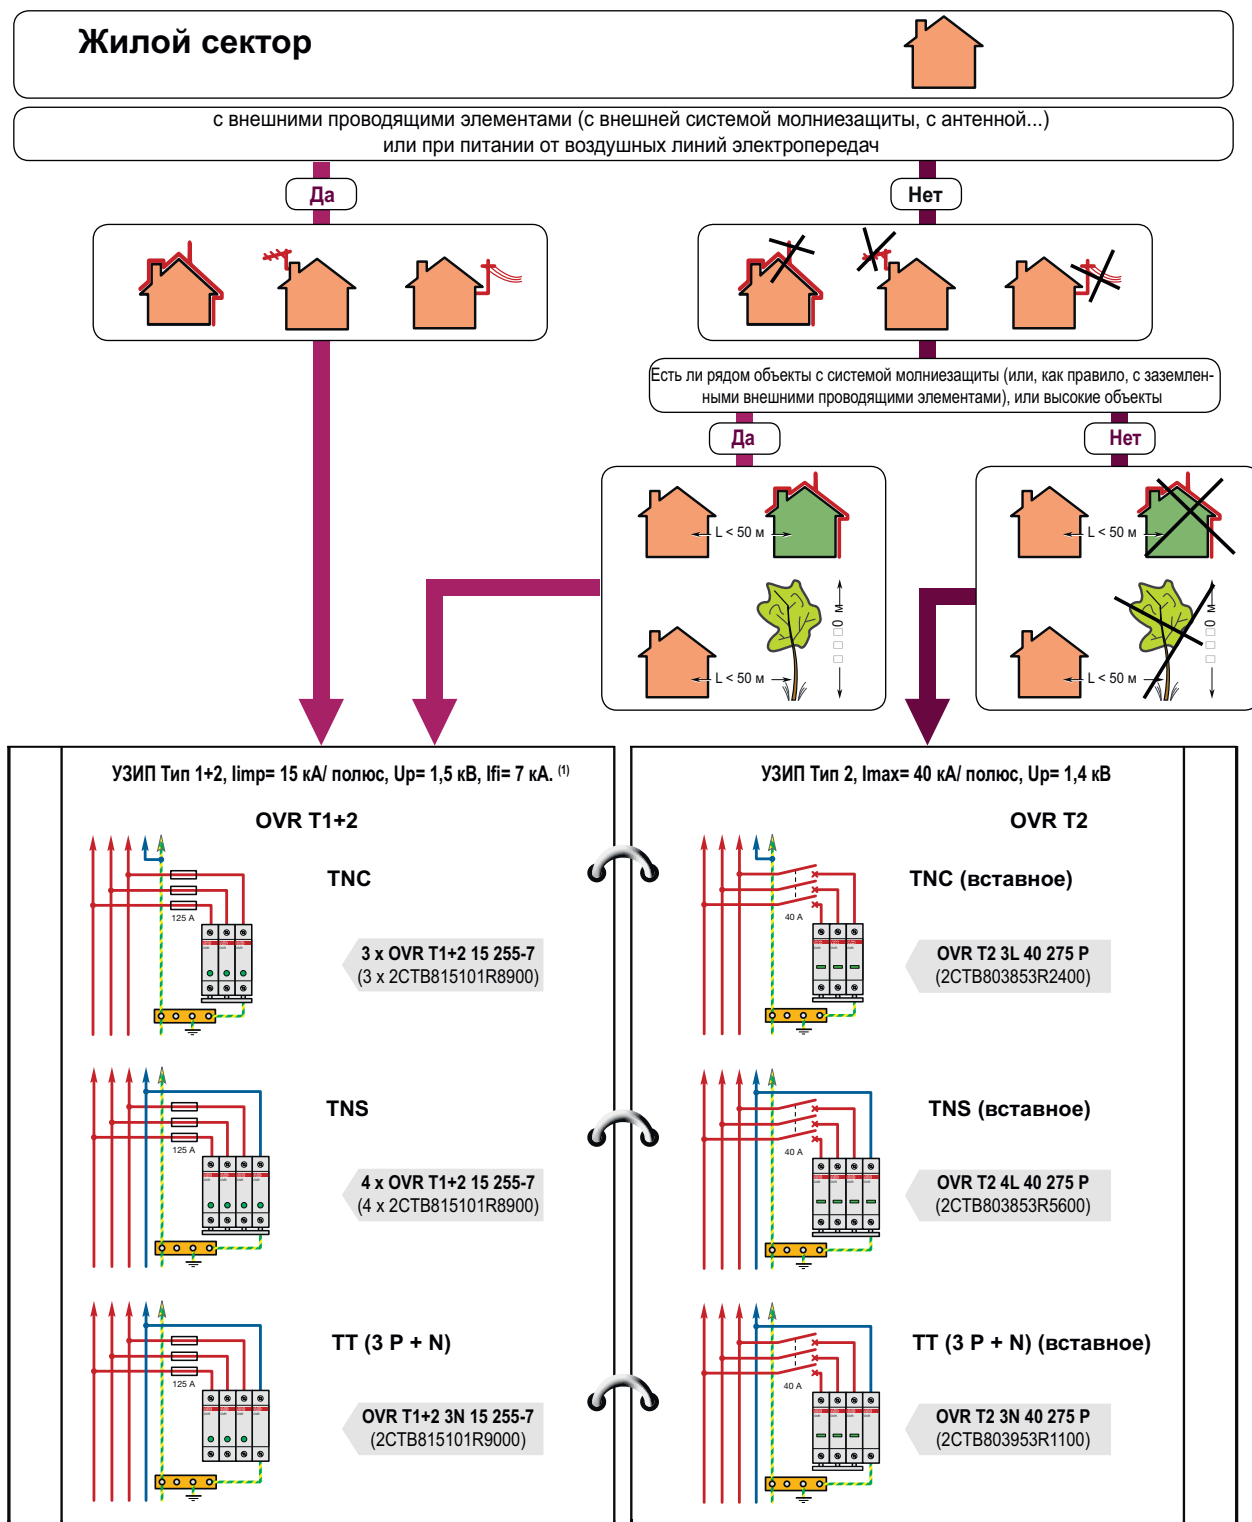 Жилой сектор
с внешними проводящими элементами (с внешней системой молниезащиты, с антенной...)
или при питании от воздушных линий электропередач
Да
Нет
Есть ли рядом объекты с системой молниезащиты (или, как правило, с заземлен-
ными внешними проводящими элементами), или высокие объекты
Да
Нет
L < 50 м
L < 50 м
0 м
0 м
L < 50 м
L < 50 м
УЗИП Тип 1+2, Iimp= 15 кА/ полюс, Up= 1,5 кВ, Ifi= 7 кА. (1)
OVR T1+2
TNC
125 A
3 x OVR T1+2 15 255-7
(3 x 2CTB815101R8900)
TNS
125 A
4 x OVR T1+2 15 255-7
(4 x 2CTB815101R8900)
TT (3 P + N)
125 A
OVR T1+2 3N 15 255-7
(2CTB815101R9000)
УЗИП Тип 2, Imax= 40 кА/ полюс, Up= 1,4 кВ
OVR T2
TNC (вставное)
40 A
OVR T2 3L 40 275 P
(2CTB803853R2400)
TNS (вставное)
40 A
OVR T2 4L 40 275 P
(2CTB803853R5600)
TT (3 P + N) (вставное)
40 A
OVR T2 3N 40 275 P
(2CTB803953R1100)